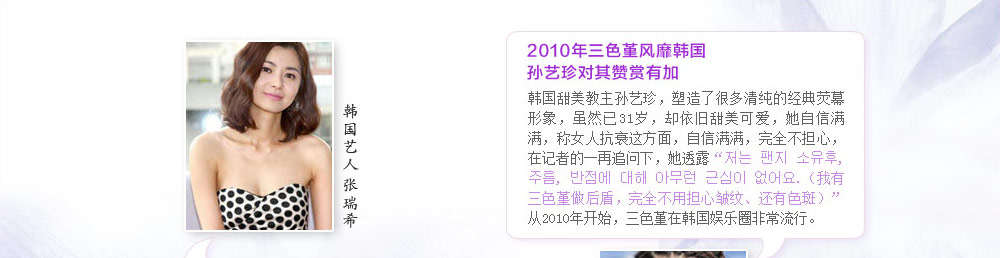 韩国艺人 张瑞希
2010年三色堇风靡韩国
孙艺珍对其赞赏有加
韩国甜美教主孙艺珍，塑造了很多清纯的经典荧幕
形象，虽然已31岁，却依旧甜美可爱，她自信满
满，称女人抗衰这方面，自信满满，完全不担心，
在记者的一再追问下，她透露“저는 팬지 소유후,
주름, 반점에 대해 아무런 근심이 없어요.（我有
三色堇做后盾，完全不用担心皱纹、还有色斑）”
从2010年开始，三色堇在韩国娱乐圈非常流行。